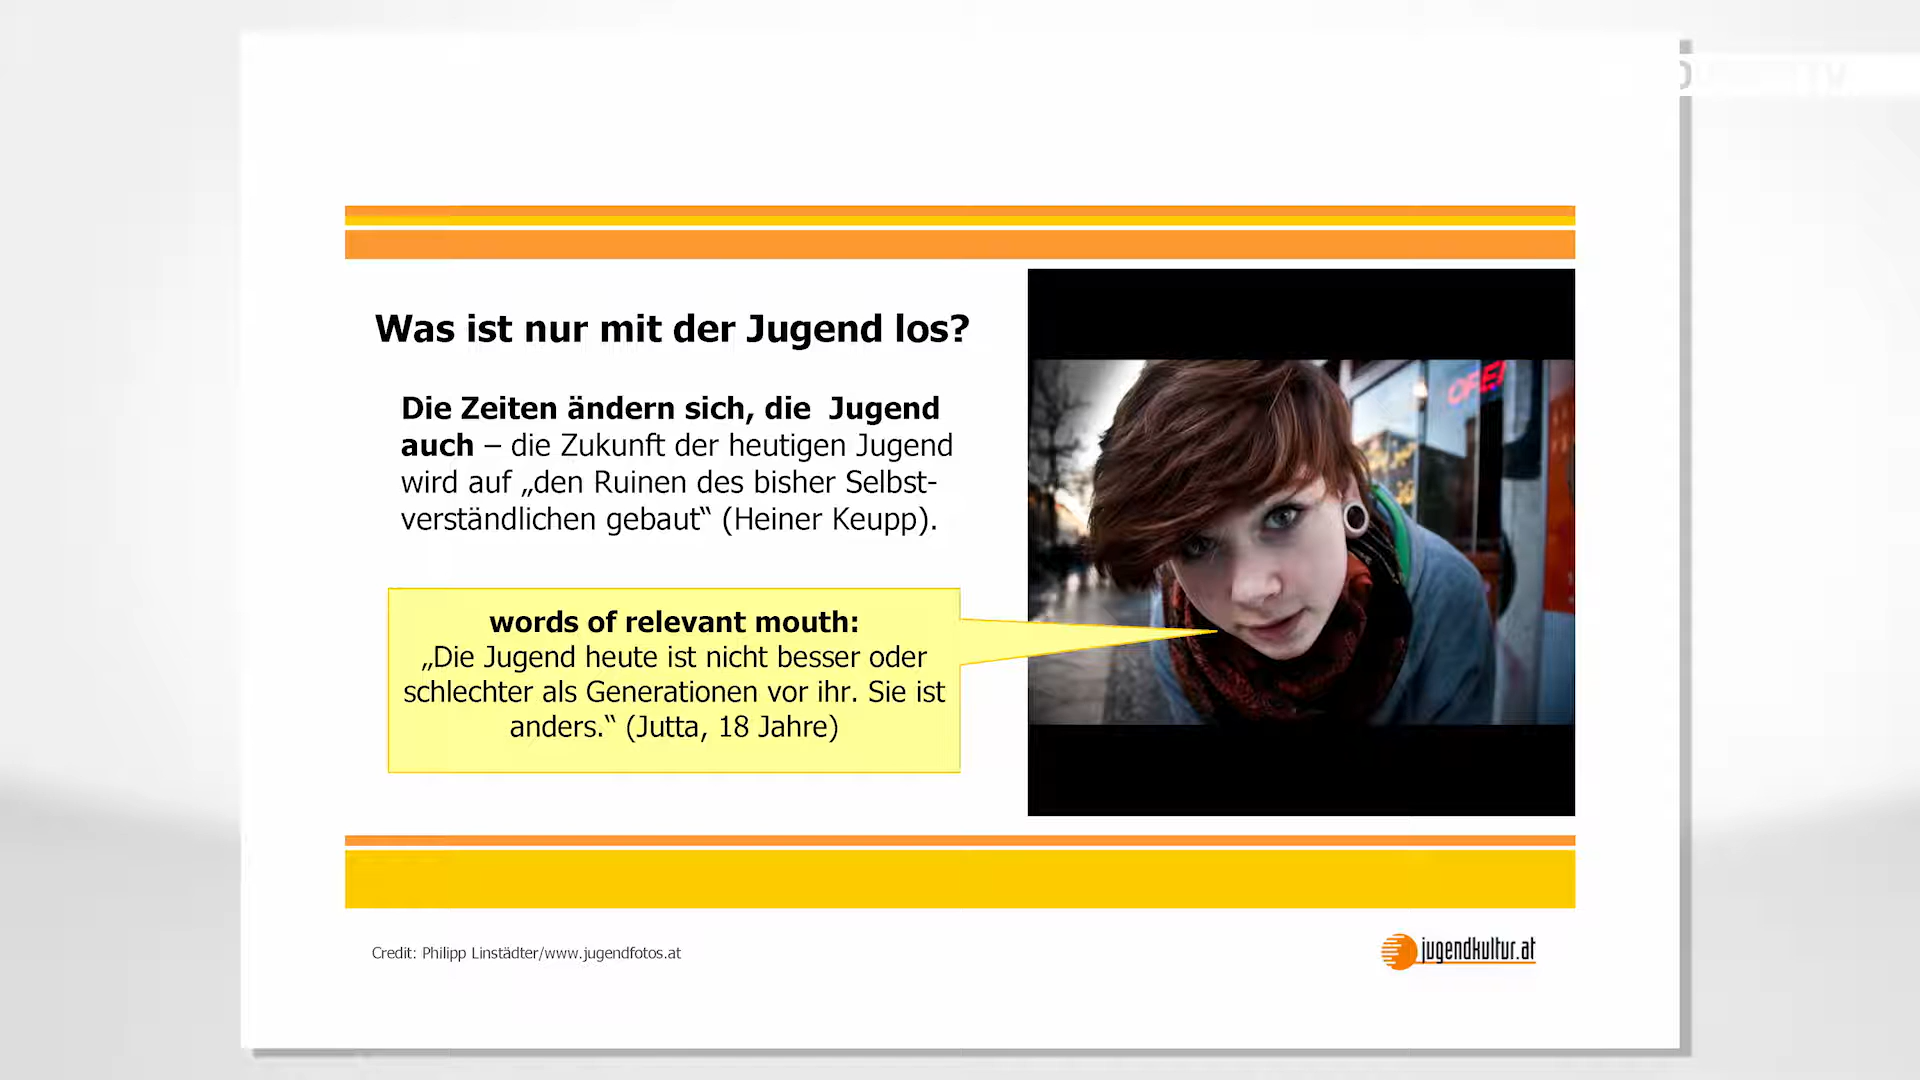 Was ist nur mit der Jugend los?
Die Zeiten ändern sich, die Jugend
auch – die Zukunft der heutigen Jugend
wird auf „den Ruinen des bisher Selbst-
verständlichen gebaut“ (Heiner Keupp).
words of relevant mouth:
„Die Jugend heute ist nicht besser oder
schlechter als Generationen vor ihr. Sie ist
anders.“ (Jutta, 18 Jahre)
OPEN
Credit: Philipp Linstädter/www.jugendfotos.at
jugendkultur.at
TV